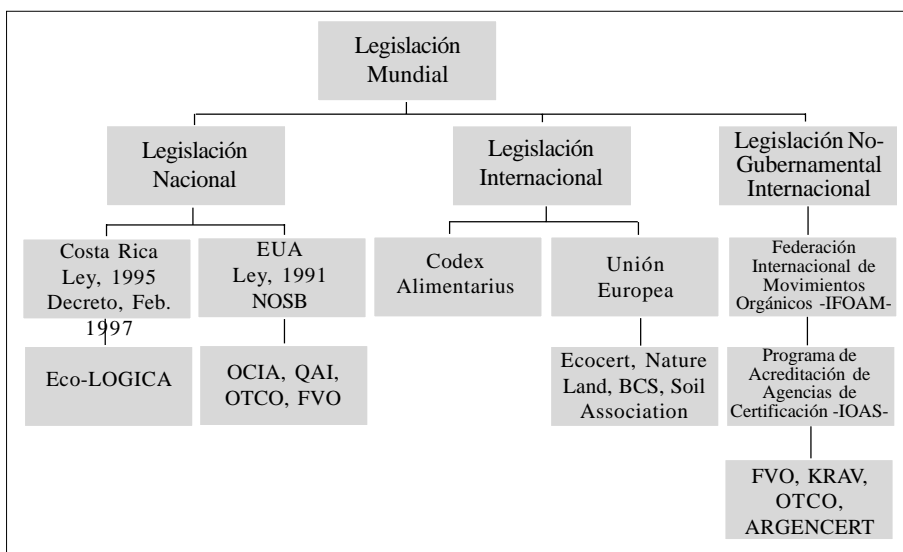 Legislación
Mundial
Legislación
Nacional
Legislación
Internacional
Legislación No-
Gubernamental
Internacional
Costa Rica
Ley, 1995
Decreto, Feb.
1997
EUA
Ley, 1991
NOSB
Codex
Alimentarius
Unión
Europea
Federación
Internacional de
Movimientos
Orgánicos -IFOAM-
Eco-LOGICA
OCIA, QAI,
OTCO, FVO
Ecocert, Nature
Land, BCS, Soil
Association
Programa de
Acreditación de
Agencias de
Certificación -IOAS-
FVO, KRAV,
OTCO,
ARGENCERT